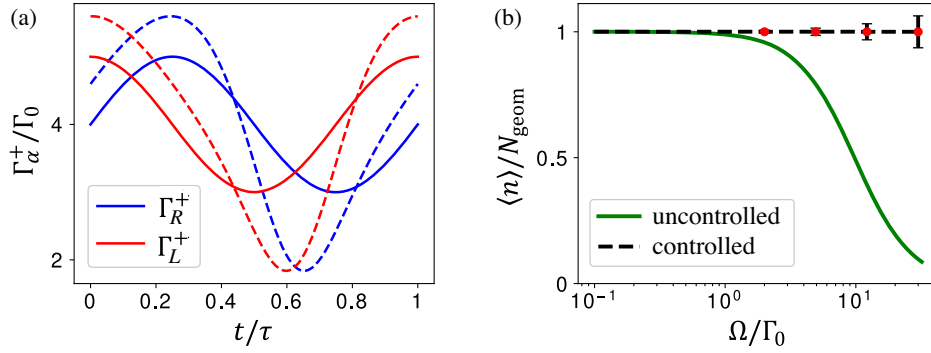 (a)
Γ_α^+/Γ_0
4
2
Γ_R^+
Γ_L^+
0
0.2
0.4
0.6
0.8
1
t/τ
(b)
⟨n⟩/N_geom
1
0.5
0
uncontrolled
controlled
10^−1
10^0
10^1
Ω/Γ_0